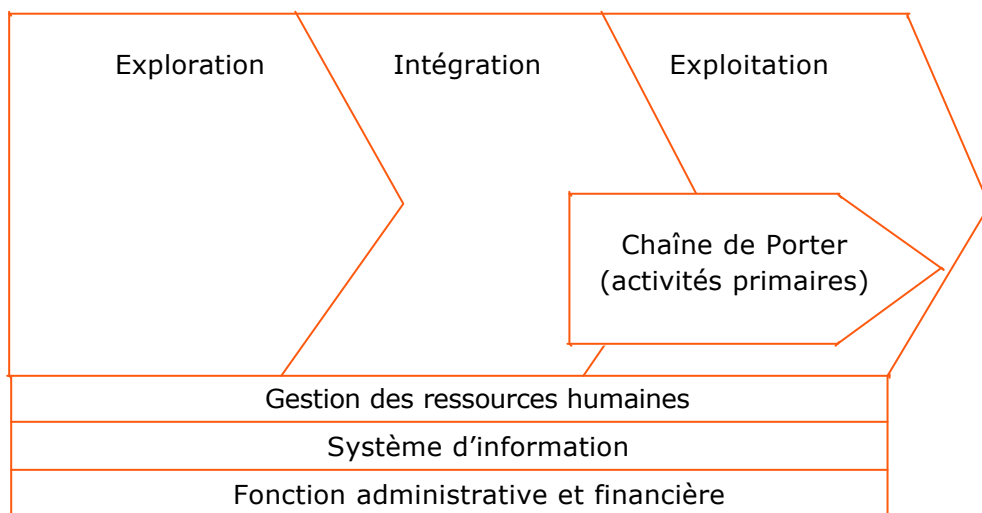 Exploration
Intégration
Exploitation
Chaîne de Porter
(activités primaires)
Gestion des ressources humaines
Système d’information
Fonction administrative et financière